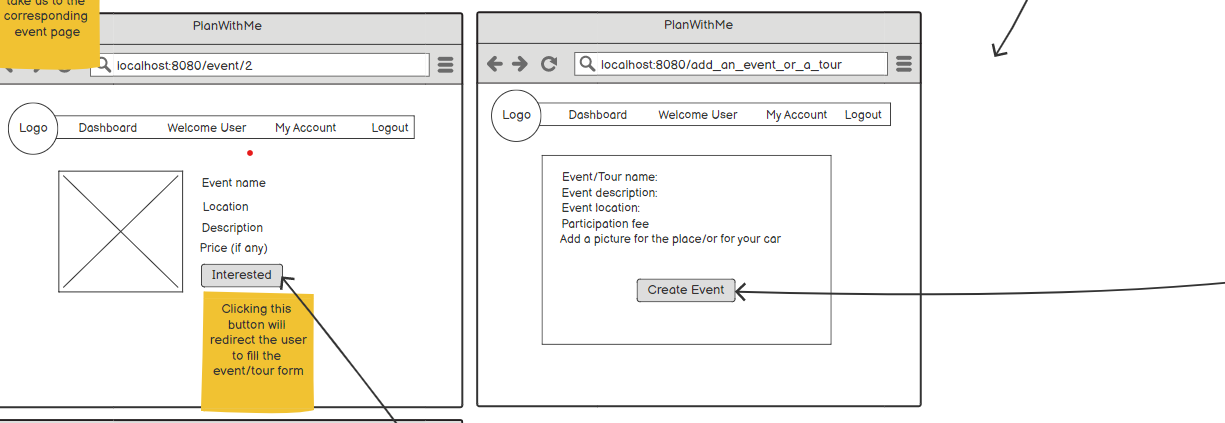 take us to the
corresponding
event page
PlanWithMe
localhost:8080/event/2
Logo
Dashboard
Welcome User
My Account
Logout
Event name
Location
Description
Price (if any)
Interested
Clicking this
button will
redirect the user
to fill the
event/tour form
PlanWithMe
localhost:8080/add_an_event_or_a_tour
Logo
Dashboard
Welcome User
My Account
Logout
Event/Tour name:
Event description:
Event location:
Participation fee
Add a picture for the place/or for your car
Create Event